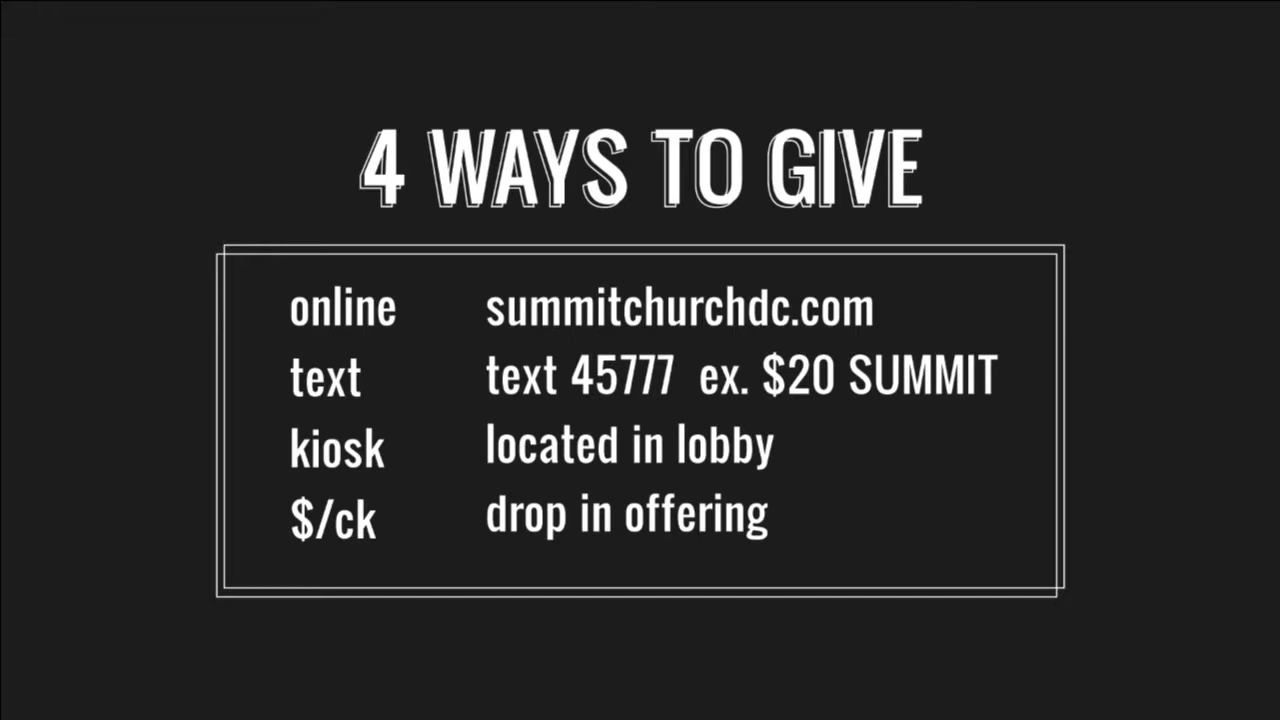 4 WAYS TO GIVE
online summitchurchdc.com
text text 45777 ex. $20 SUMMIT
kiosk located in lobby
$/ck drop in offering